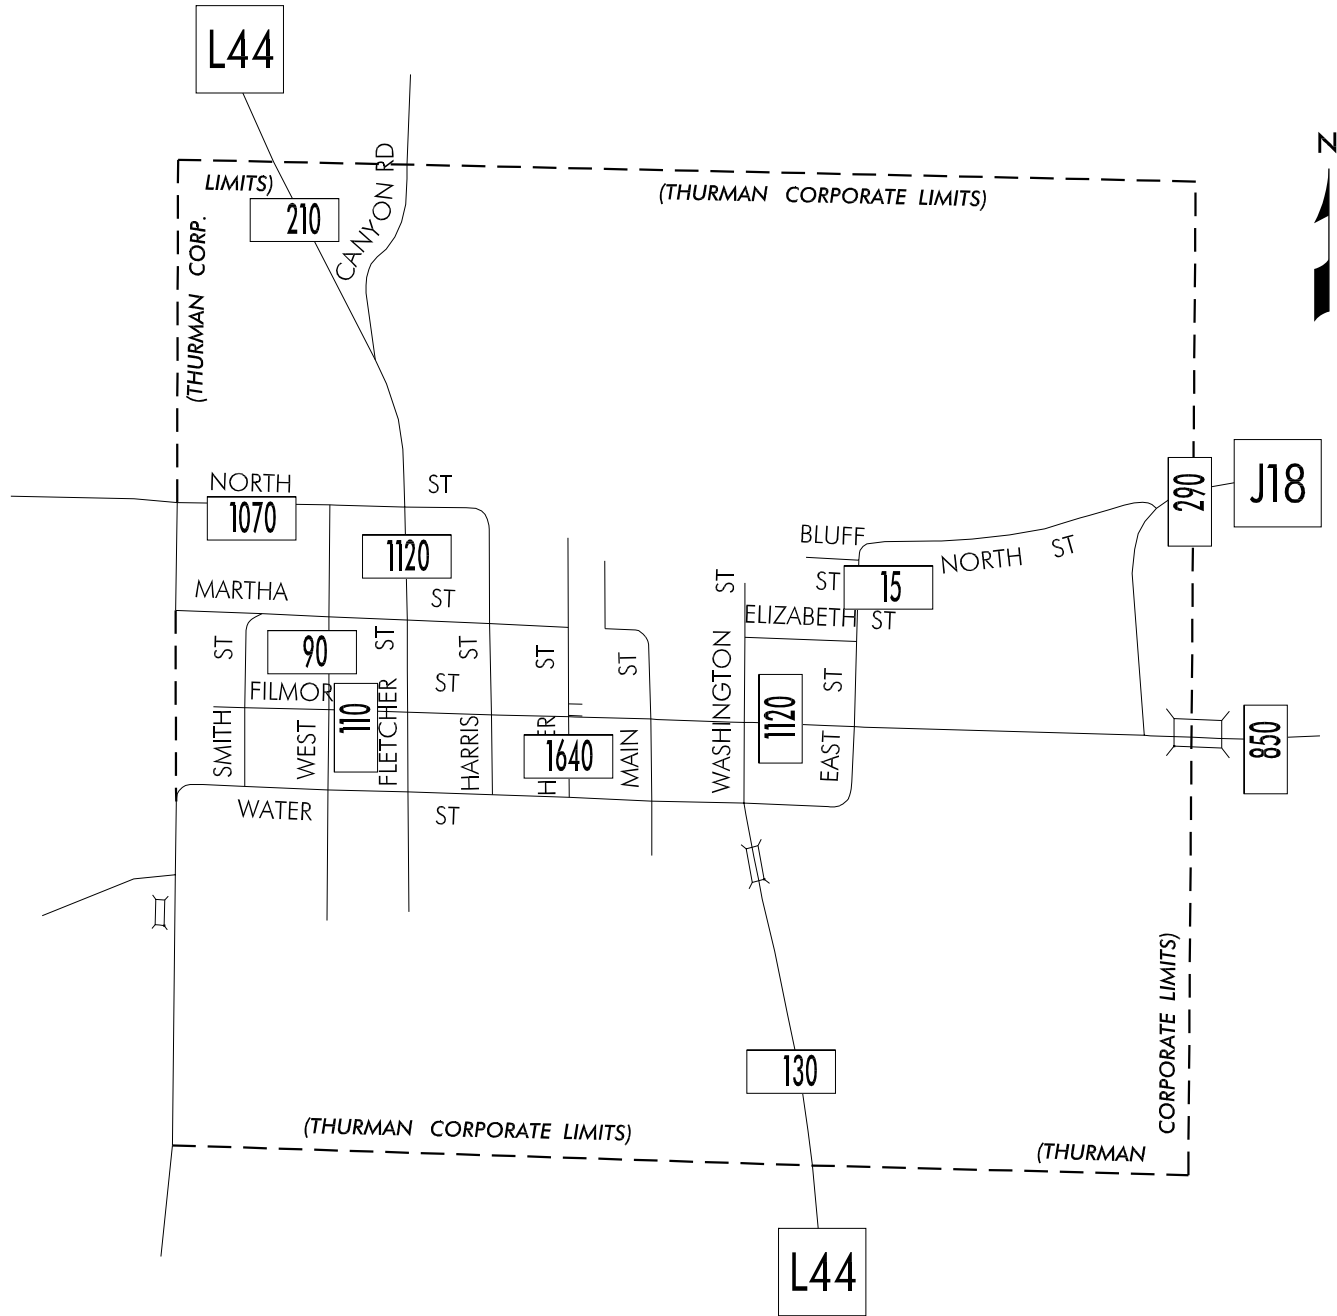 L44
N
LIMITS)
(THURMAN CORPORATE LIMITS)
210
CANYON RD
(THURMAN CORP.
NORTH ST
1070
J18
290
BLUFF ST
NORTH ST
1120
15
MARTHA ST
ELIZABETH ST
90
FILMOR ST
110
1120
850
1640
SMITH ST
WEST
FLETCHER ST
HARRIS ST
ST
MAIN ST
WASHINGTON ST
EAST ST
WATER ST
130
(THURMAN CORPORATE LIMITS)
(THURMAN
CORPORATE LIMITS)
L44